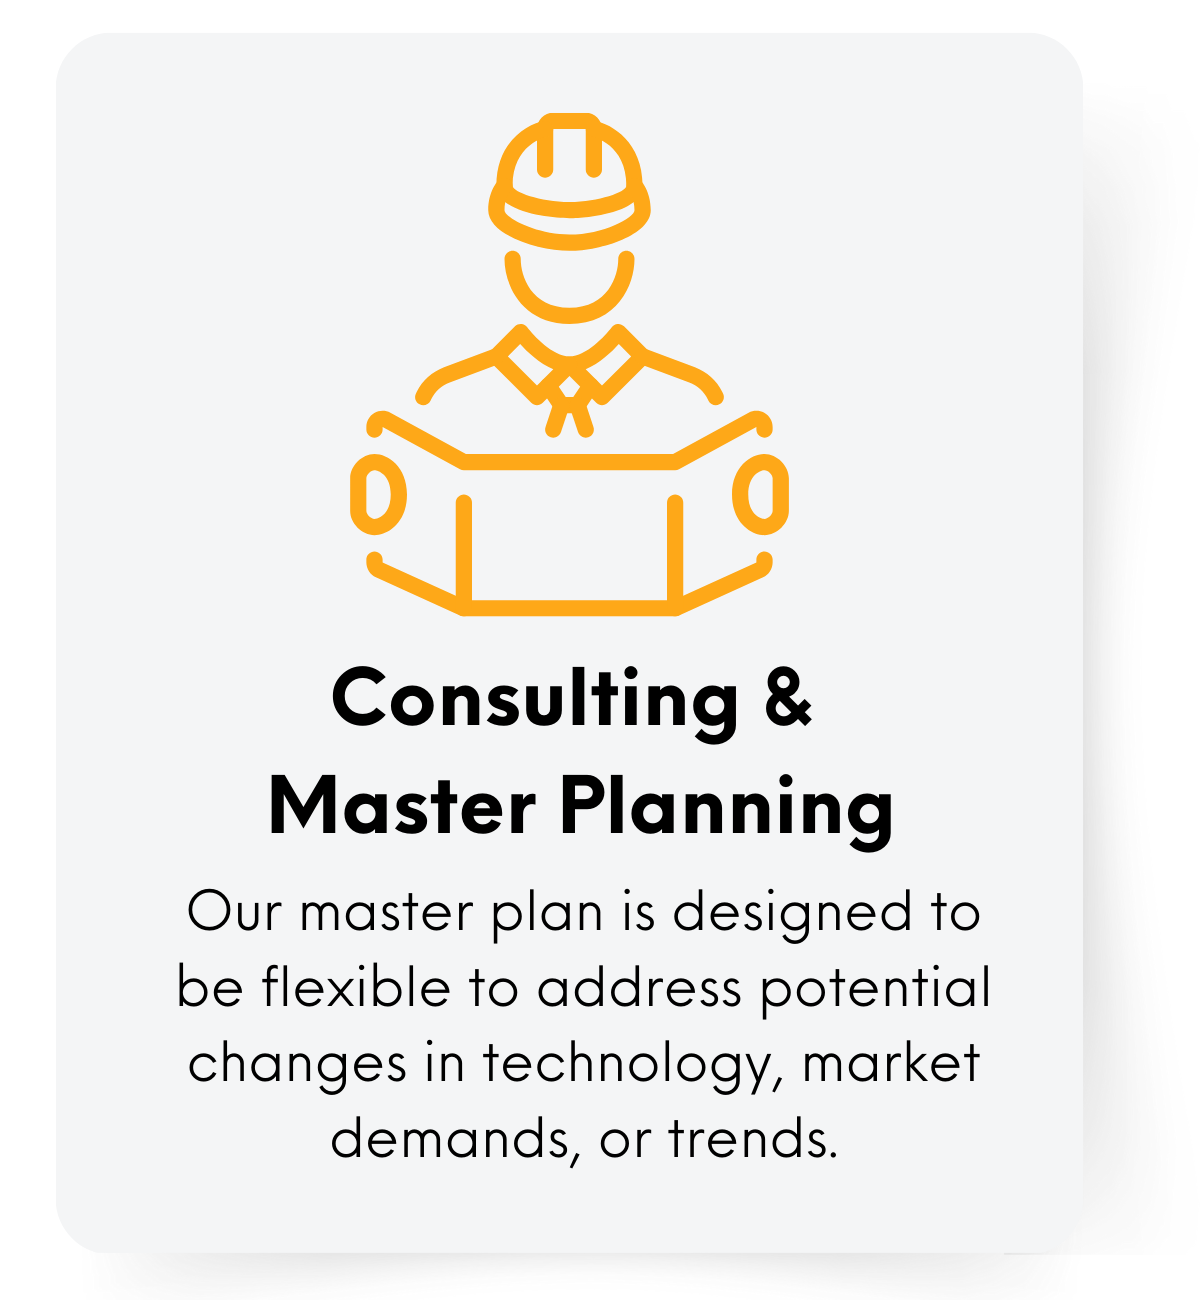 Consulting &
Master Planning
Our master plan is designed to
be flexible to address potential
changes in technology, market
demands, or trends.